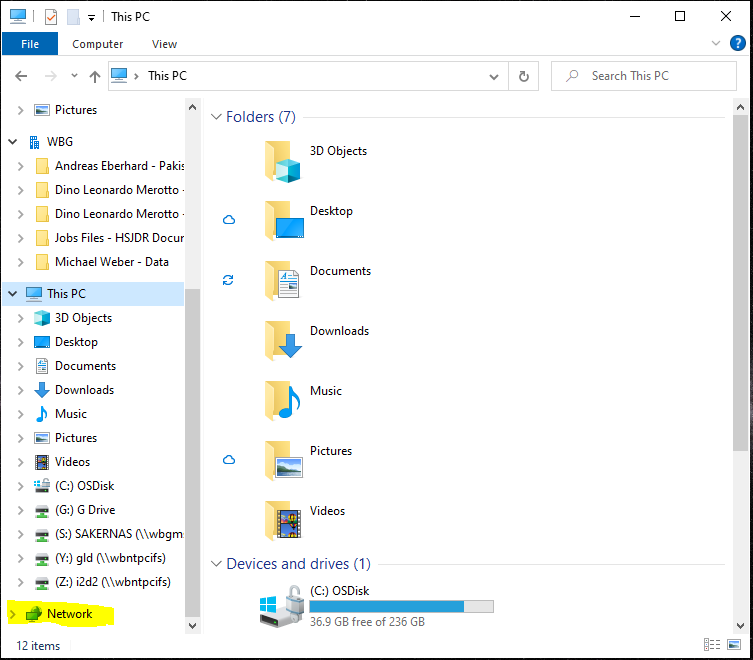 This PC
File
Computer
View
This PC
Search This PC
Pictures
WBG
Andreas Eberhard - Pakis
Dino Leonardo Merotto -
Dino Leonardo Merotto -
Jobs Files - HSJDR Docur
Michael Weber - Data
This PC
3D Objects
Desktop
Documents
Downloads
Music
Pictures
Videos
(C:) OSDisk
(G:) G Drive
(S:) SAKERNAS (\\wbgms
(Y:) gld (\\wbntpcifs)
(Z:) i2d2 (\\wbntpcifs)
Network
Folders (7)
3D Objects
Desktop
Documents
Downloads
Music
Pictures
Videos
Devices and drives (1)
(C:) OSDisk
36.9 GB free of 236 GB
12 items